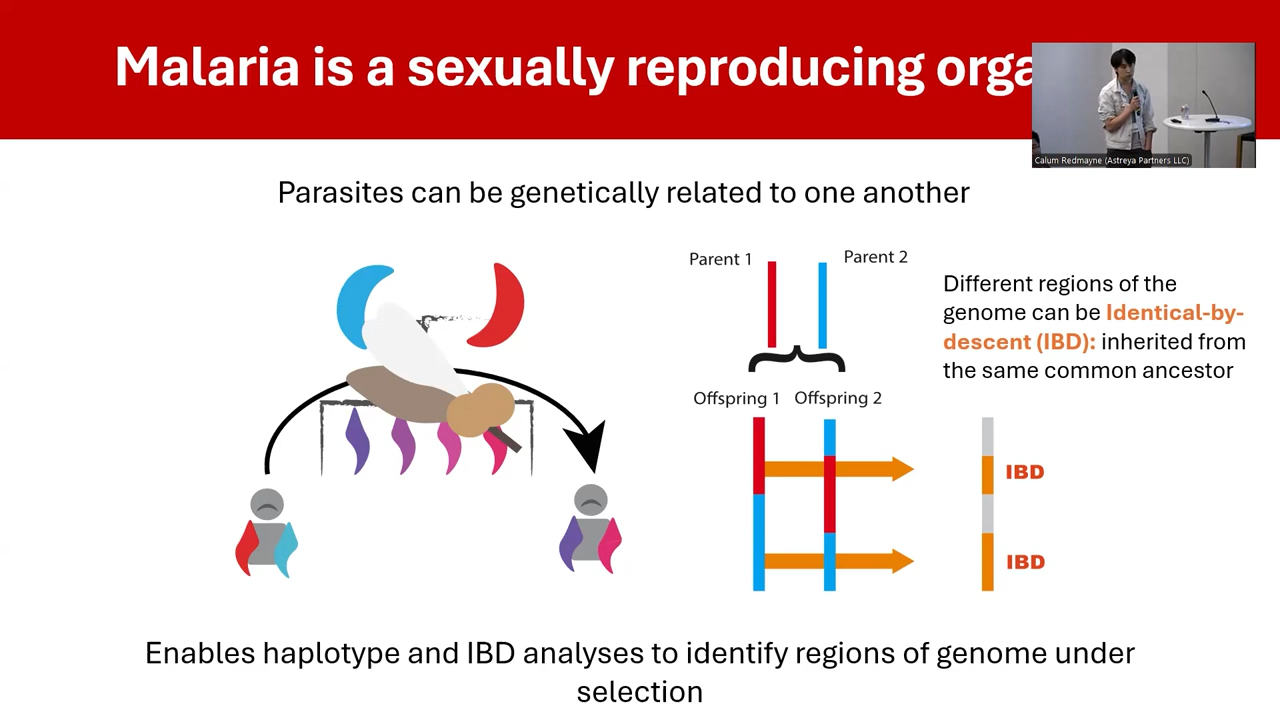 Malaria is a sexually reproducing orga
Calum Redmayne (Astreya Partners LLC)
Parasites can be genetically related to one another
Parent 1
Parent 2
Different regions of the
genome can be Identical-by-
descent (IBD): inherited from
the same common ancestor
Offspring 1
Offspring 2
IBD
IBD
Enables haplotype and IBD analyses to identify regions of genome under
selection